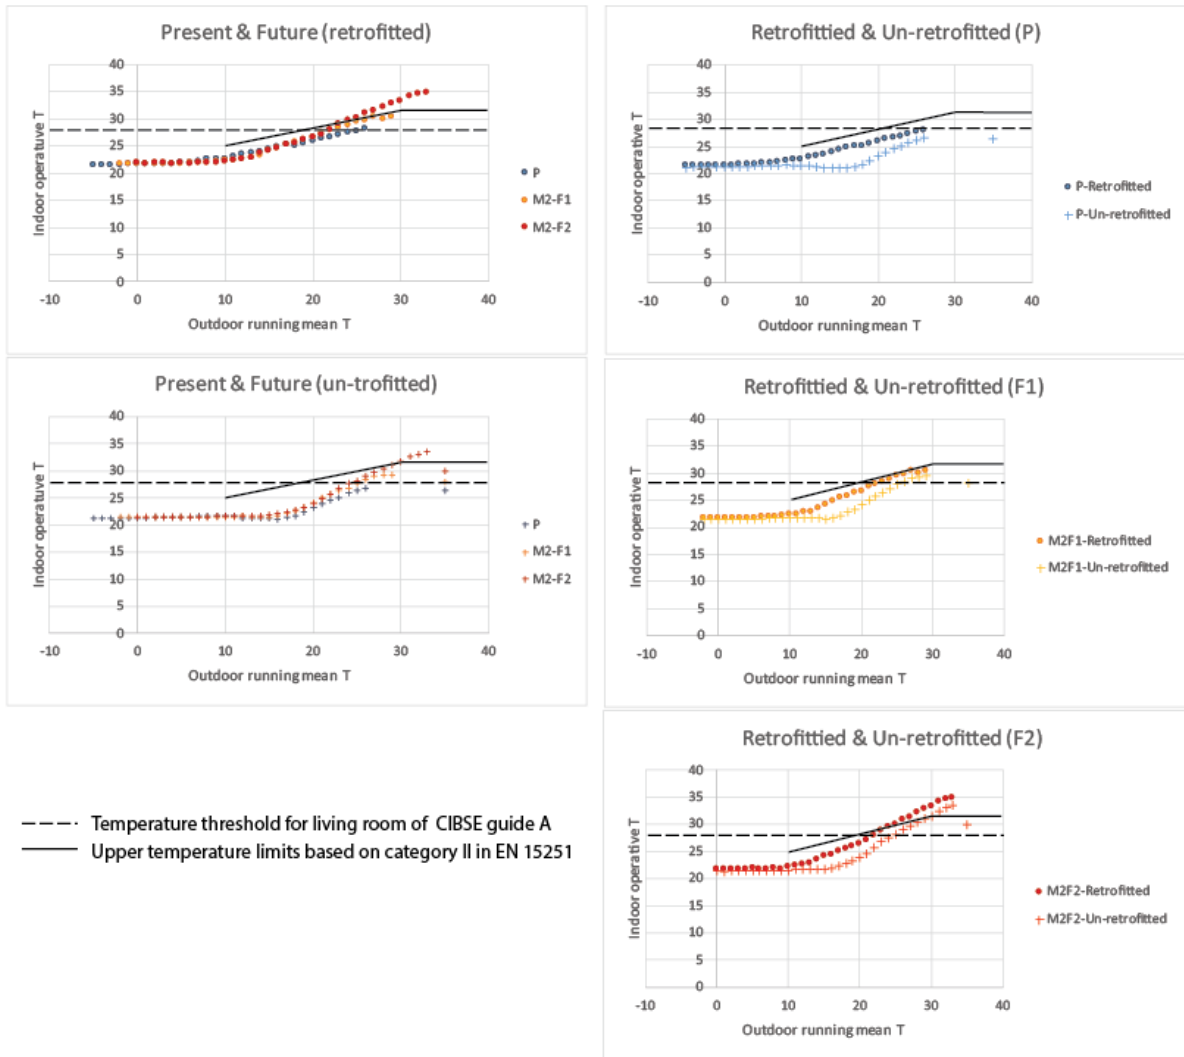 Present & Future (retrofitted)
40
35
30
25
20
15
10
5
0
-10
0
10
20
30
40
Indoor operative T
Outdoor running mean T
P
M2-F1
M2-F2
Retrofittied & Un-retrofitted (P)
40
35
30
25
20
15
10
5
0
-10
0
10
20
30
40
Indoor operative T
Outdoor running mean T
P-Retrofitted
P-Un-retrofitted
Present & Future (un-trofitted)
40
35
30
25
20
15
10
5
0
-10
0
10
20
30
40
Indoor operatuve T
Outdoor running mean T
P
M2-F1
M2-F2
Retrofittied & Un-retrofitted (F1)
40
35
30
25
20
15
10
5
0
-10
0
10
20
30
40
Indoor operative T
Outdoor running mean T
M2F1-Retrofitted
M2F1-Un-retrofitted
Retrofittied & Un-retrofitted (F2)
40
35
30
25
20
15
10
5
0
-10
0
10
20
30
40
Indoor operative T
Outdoor running mean T
M2F2-Retrofitted
M2F2-Un-retrofitted
Temperature threshold for living room of CIBSE guide A
Upper temperature limits based on category II in EN 15251